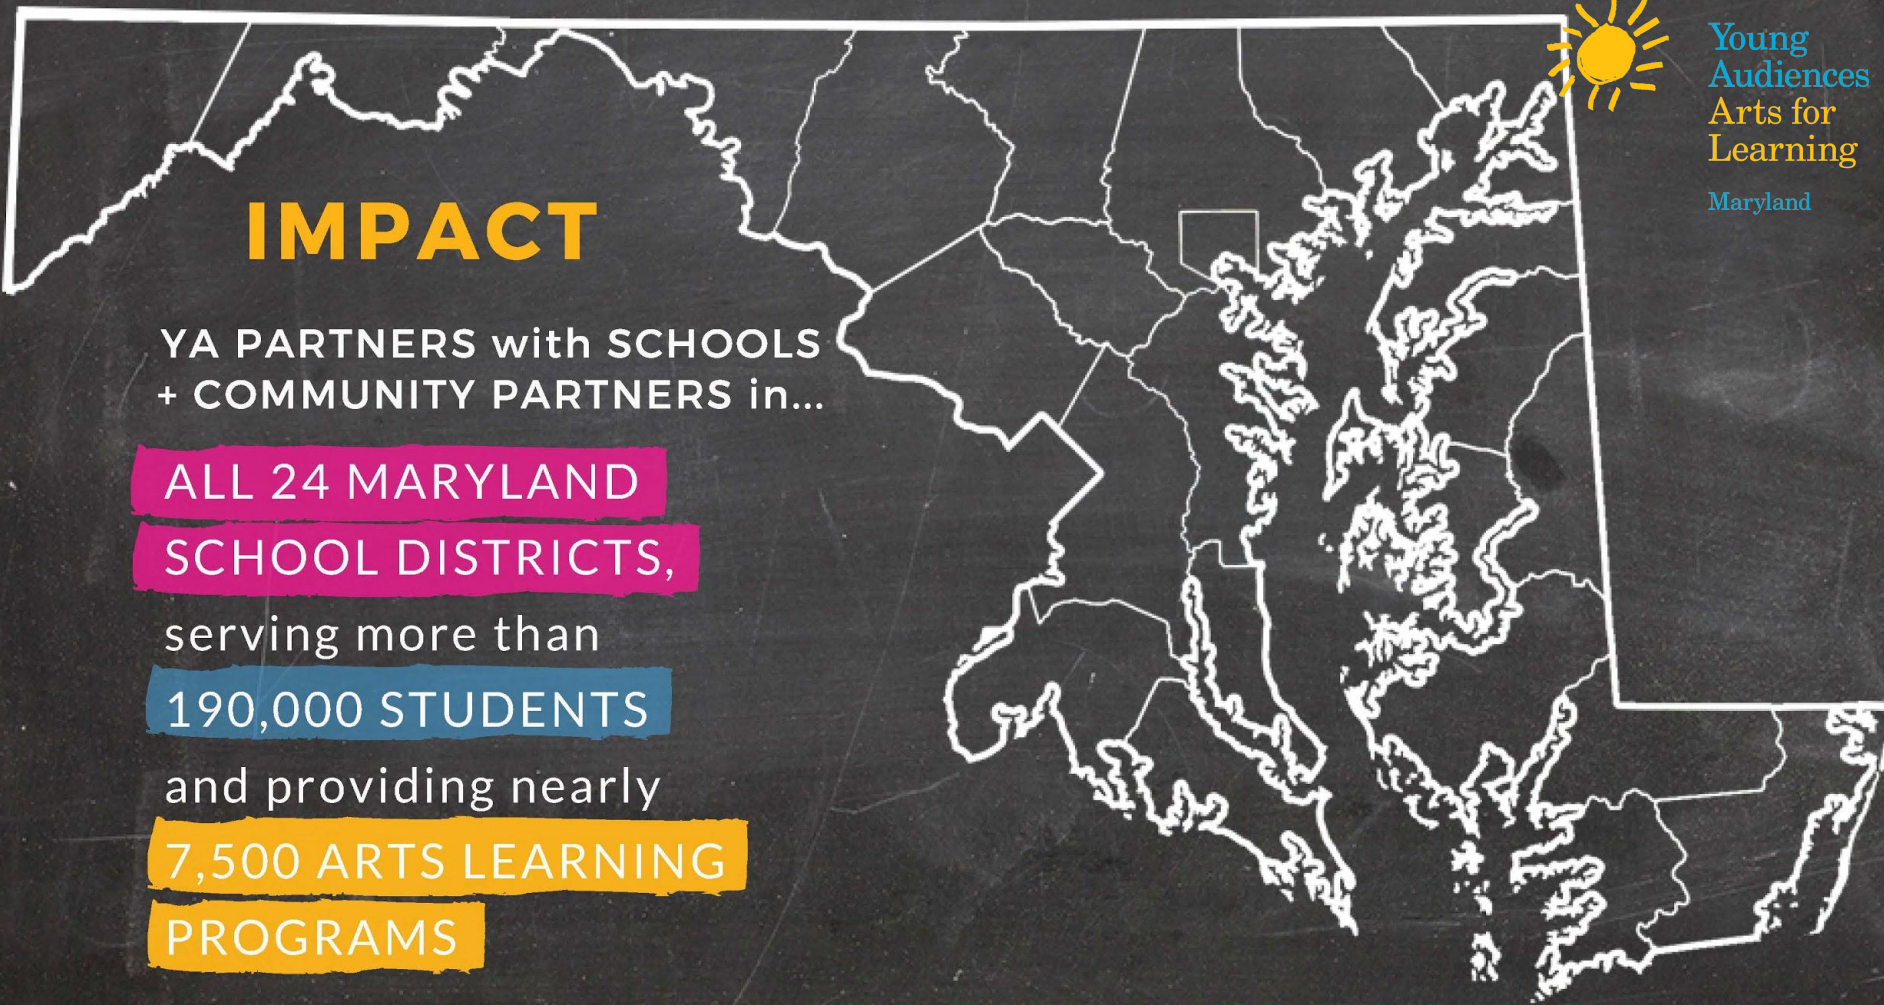 Young
Audiences
Arts for
Learning
Maryland
IMPACT
YA PARTNERS with SCHOOLS
+ COMMUNITY PARTNERS in...
ALL 24 MARYLAND
SCHOOL DISTRICTS,
serving more than
190,000 STUDENTS
and providing nearly
7,500 ARTS LEARNING
PROGRAMS